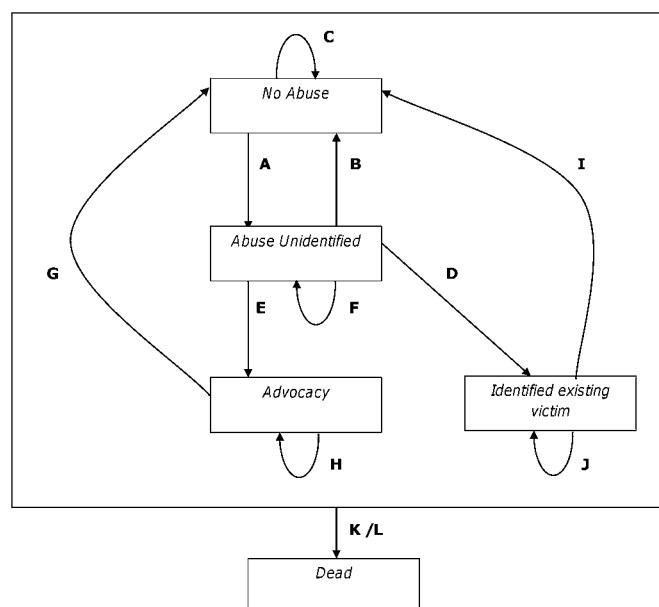 C
No Abuse
A
B
I
Abuse Unidentified
G
D
E
F
Advocacy
Identified existing
victim
H
J
K /L
Dead